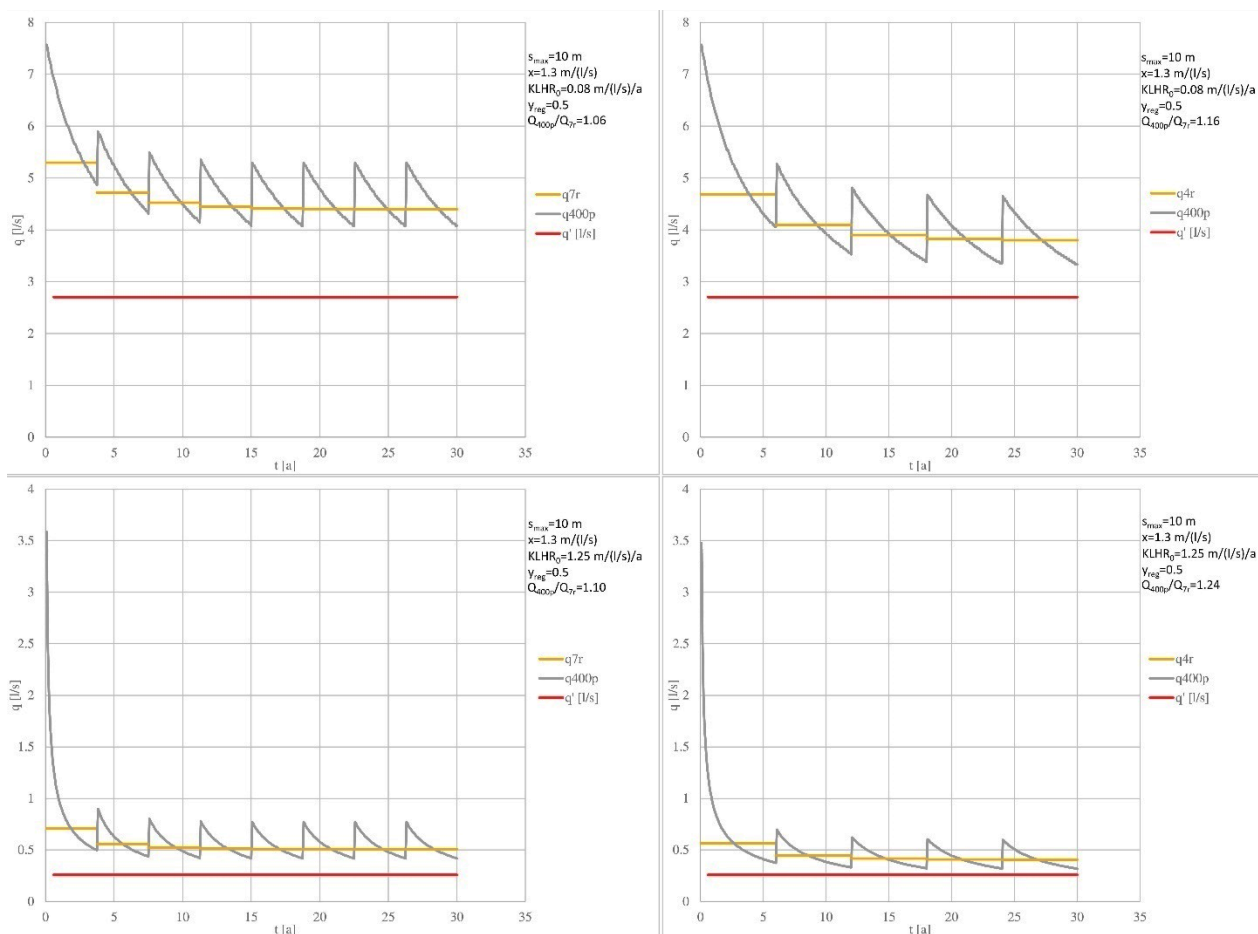 8
7
6
5
4
3
2
1
0
q [l/s]
0 5 10 15 20 25 30 35
t [a]
s_max=10 m
x=1.3 m/(l/s)
KLHR_0=0.08 m/(l/s)/a
y_reg=0.5
Q_400p/Q_7r=1.06
q7r
q400p
q' [l/s]
8
7
6
5
4
3
2
1
0
q [l/s]
0 5 10 15 20 25 30 35
t [a]
s_max=10 m
x=1.3 m/(l/s)
KLHR_0=0.08 m/(l/s)/a
y_reg=0.5
Q_400p/Q_7r=1.16
q4r
q400p
q' [l/s]
4
3.5
3
2.5
2
1.5
1
0.5
0
q [l/s]
0 5 10 15 20 25 30 35
t [a]
s_max=10 m
x=1.3 m/(l/s)
KLHR_0=1.25 m/(l/s)/a
y_reg=0.5
Q_400p/Q_7r=1.10
q7r
q400p
q' [l/s]
4
3.5
3
2.5
2
1.5
1
0.5
0
q [l/s]
0 5 10 15 20 25 30 35
t [a]
s_max=10 m
x=1.3 m/(l/s)
KLHR_0=1.25 m/(l/s)/a
y_reg=0.5
Q_400p/Q_7r=1.24
q4r
q400p
q' [l/s]